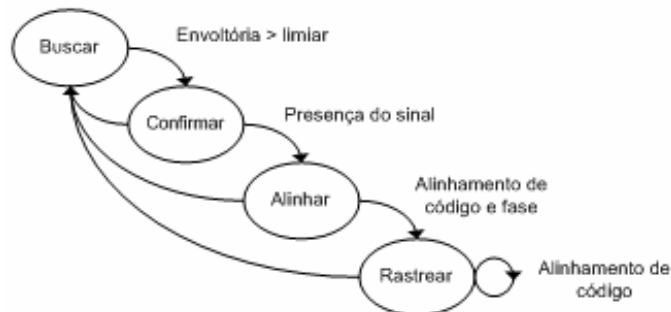 Buscar
Envoltória > limiar
Confirmar
Presença do sinal
Alinhar
Alinhamento de
código e fase
Rastrear
Alinhamento de
código